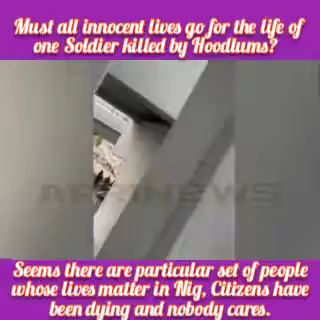 Must all innocent lives go for the life of
one Soldier killed by Hoodlums?
Seems there are particular set of people
whose lives matter in Nig, Citizens have
been dying and nobody cares.